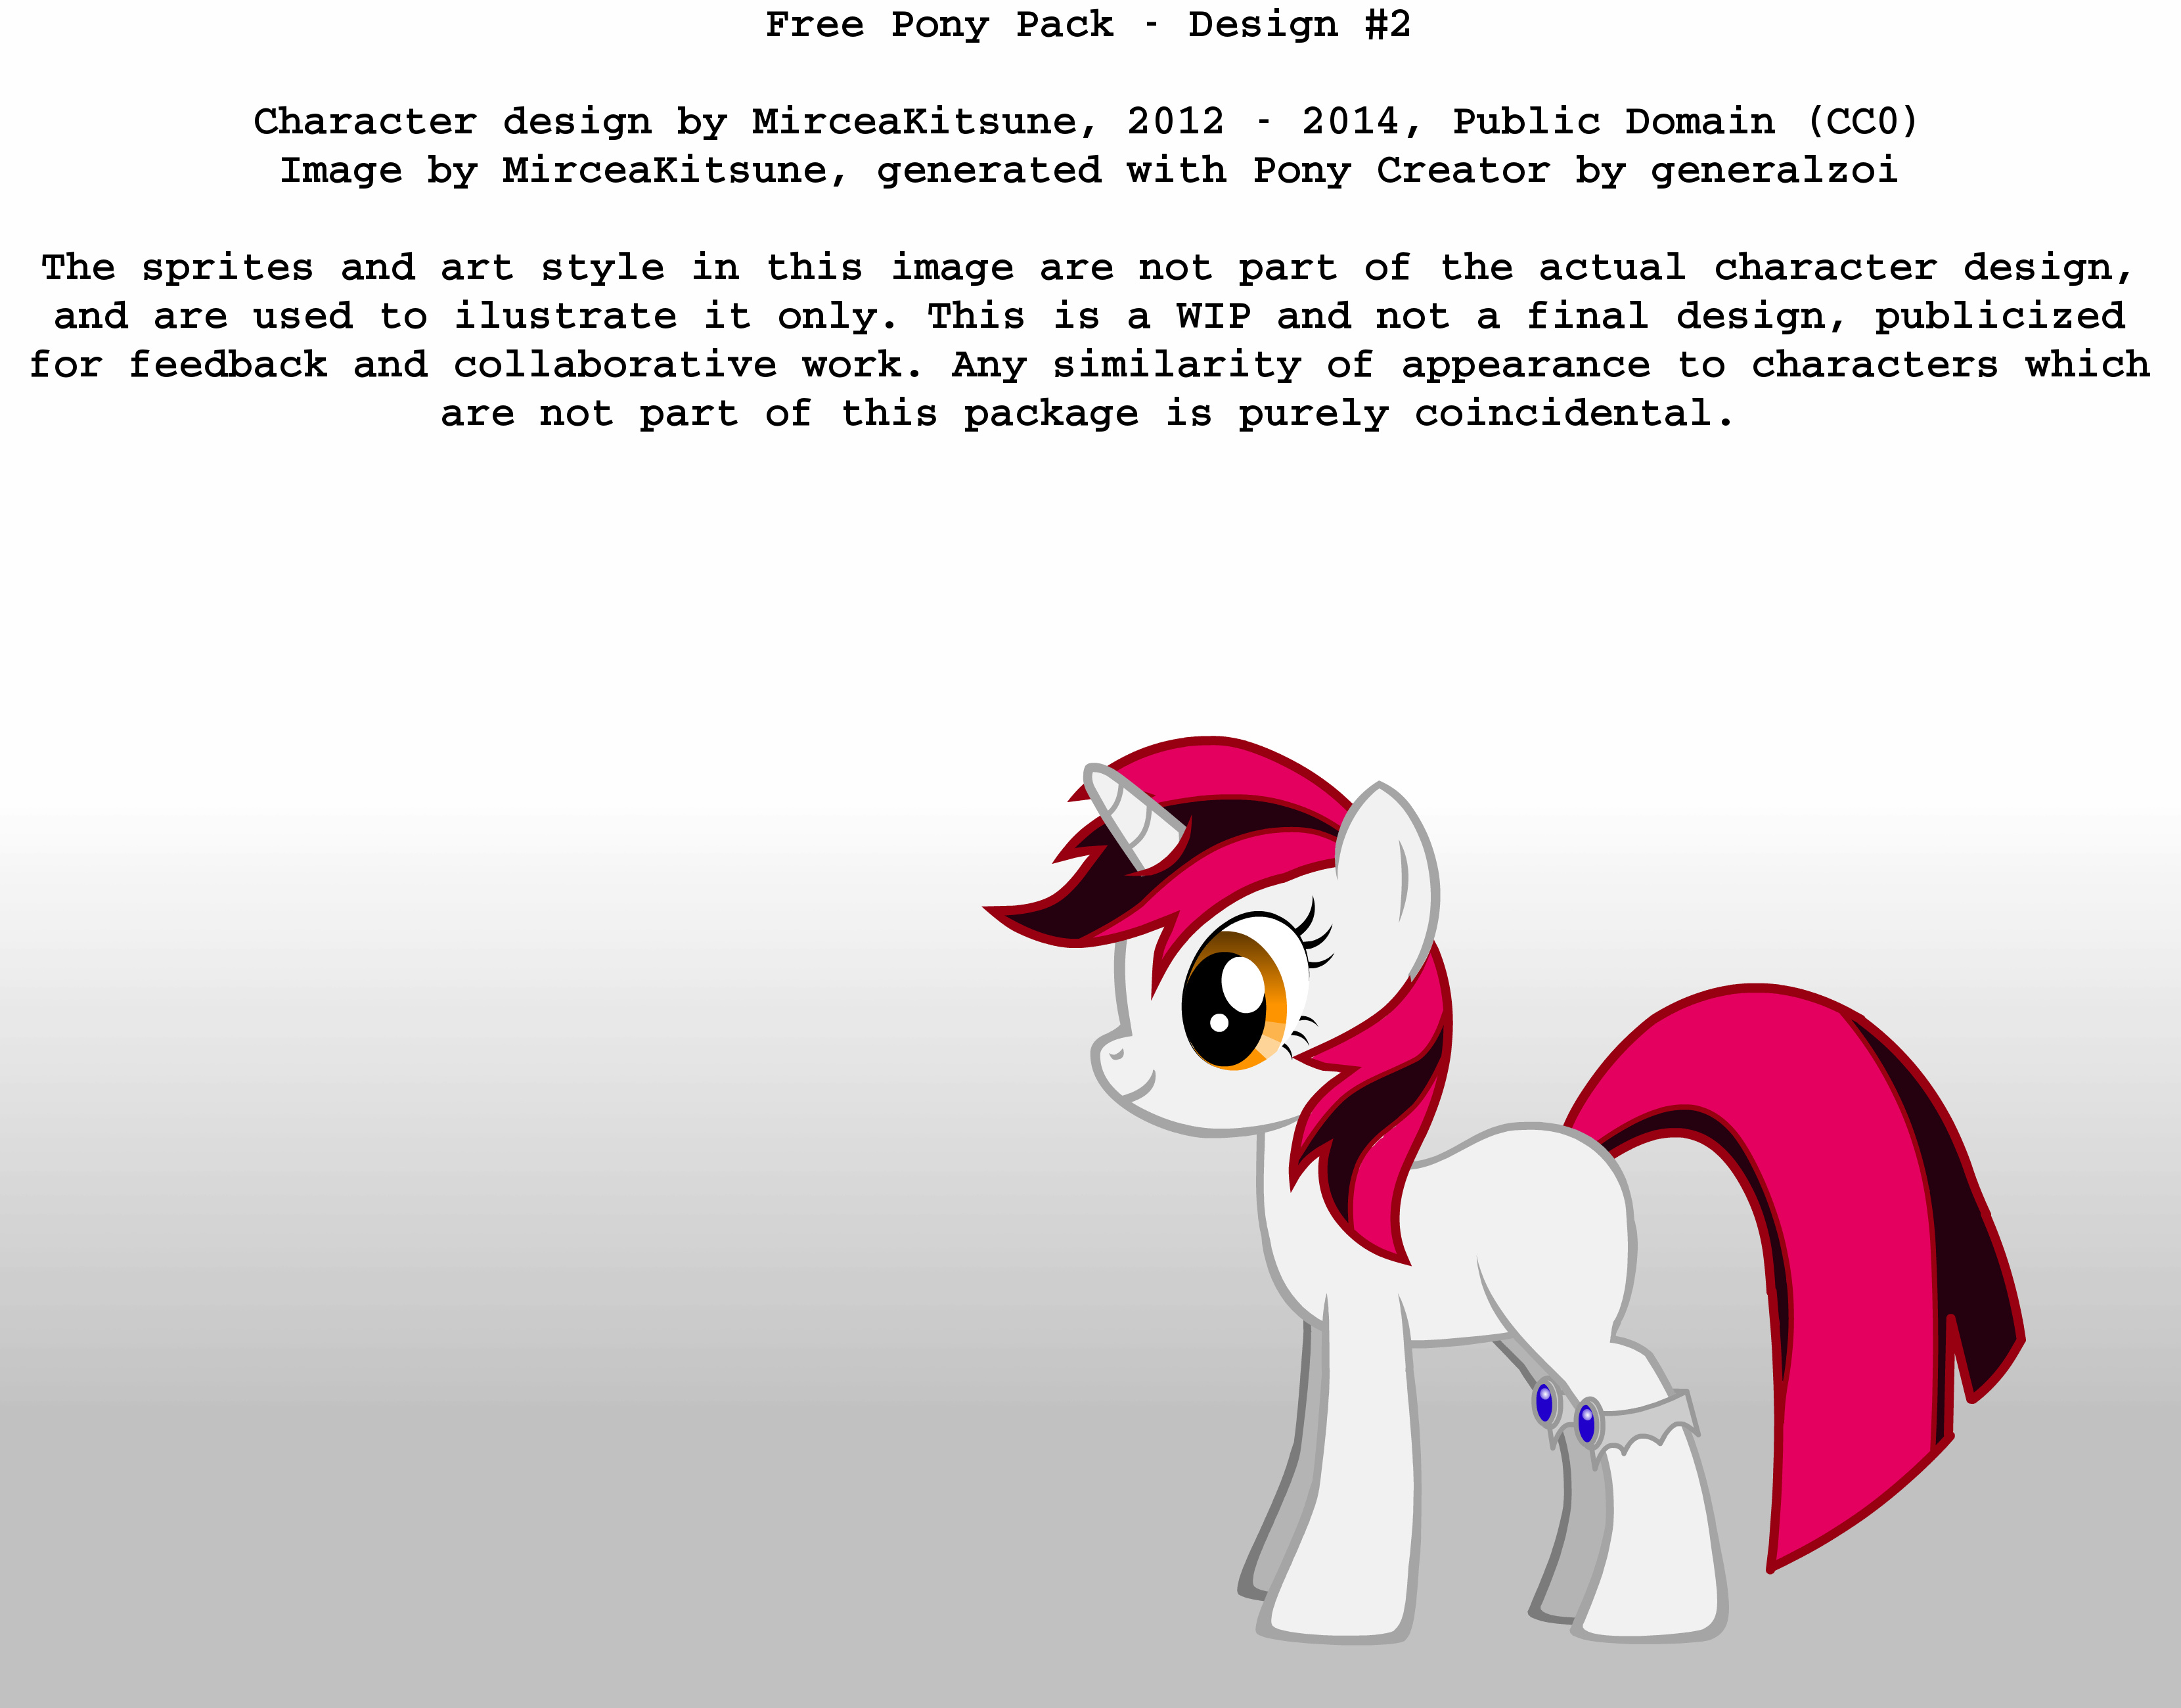 Free Pony Pack - Design #2
Character design by MirceaKitsune, 2012 - 2014, Public Domain (CC0)
Image by MirceaKitsune, generated with Pony Creator by generalzoi
The sprites and art style in this image are not part of the actual character design,
and are used to ilustrate it only. This is a WIP and not a final design, publicized
for feedback and collaborative work. Any similarity of appearance to characters which
are not part of this package is purely coincidental.